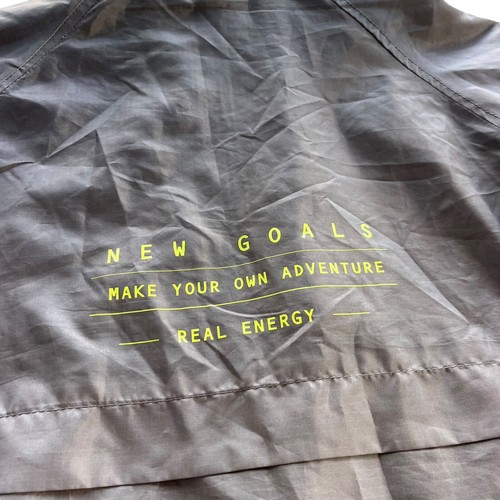 NEW GOALS
MAKE YOUR OWN ADVENTURE
REAL ENERGY